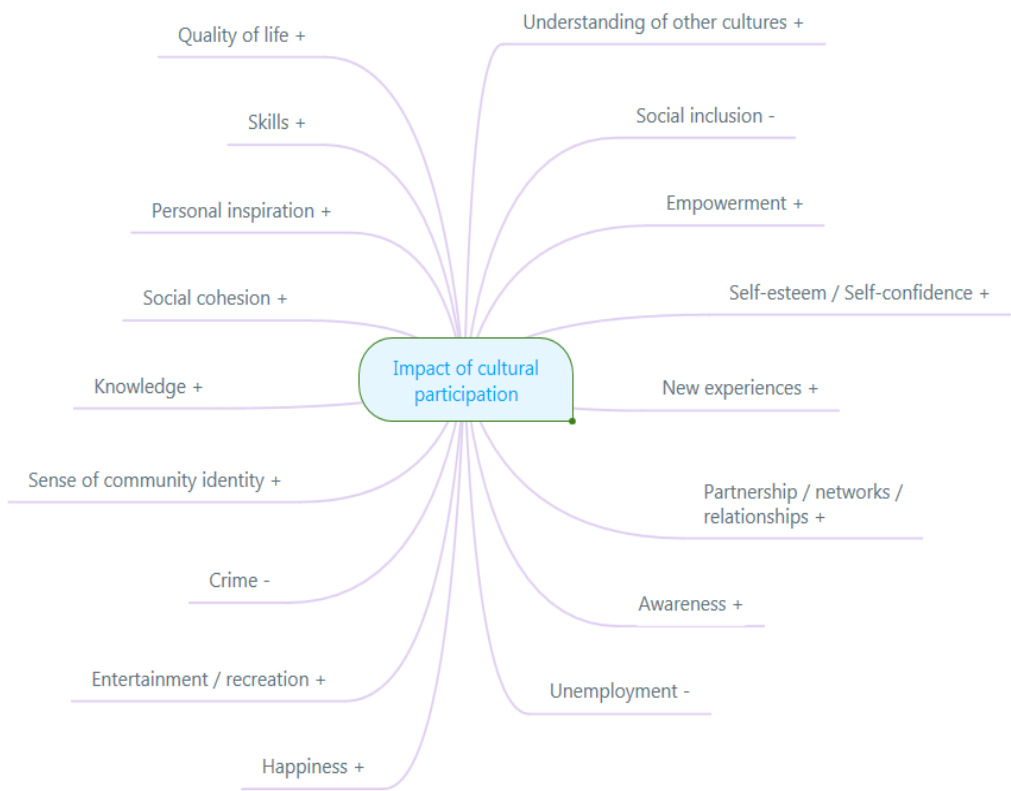 Understanding of other cultures +
Quality of life +
Social inclusion -
Skills +
Empowerment +
Personal inspiration +
Self-esteem / Self-confidence +
Social cohesion +
Impact of cultural
participation
Knowledge +
New experiences +
Sense of community identity +
Partnership / networks /
relationships +
Crime -
Awareness +
Entertainment / recreation +
Unemployment -
Happiness +